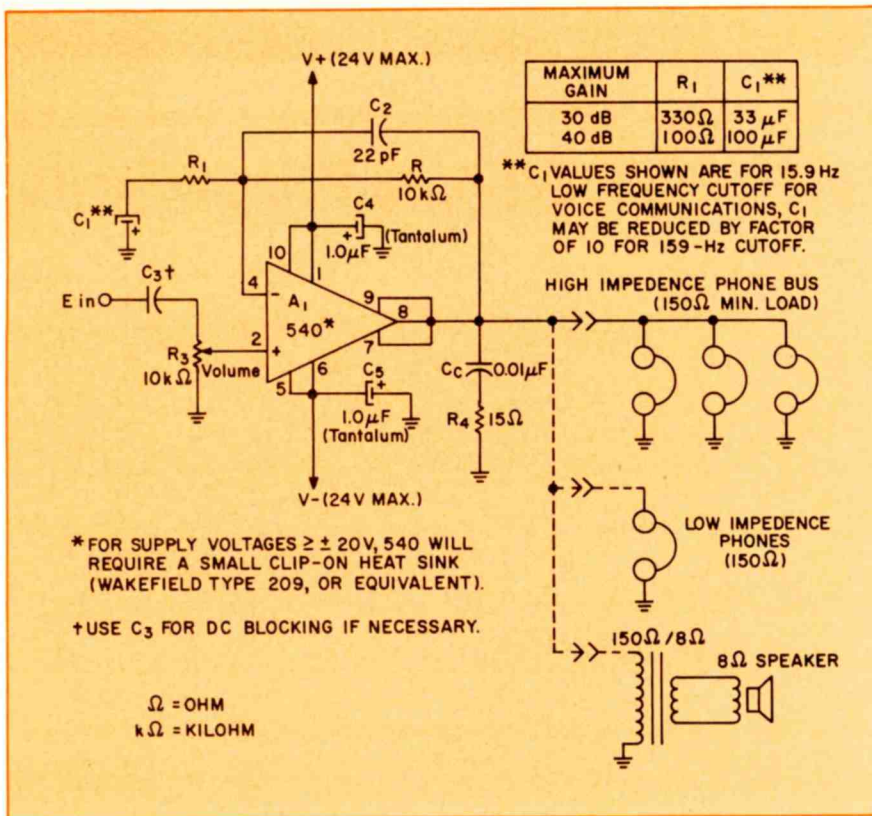 V+ (24V MAX.)
MAXIMUM GAIN R1 C1**
30 dB 330Ω 33 μF
40 dB 100Ω 100μF
**C1 VALUES SHOWN ARE FOR 15.9 Hz
LOW FREQUENCY CUTOFF FOR
VOICE COMMUNICATIONS, C1
MAY BE REDUCED BY FACTOR
OF 10 FOR 159-Hz CUTOFF.
C2
22 pF
R1
R
10kΩ
C1**
+
C4
+
1.0μF
(Tantalum)
10
1
C3†
E in
4
-
A1
540*
9
8
7
2
+
R3
10kΩ
Volume
6
5
C5
+
1.0μF
(Tantalum)
CC 0.01μF
R4 15Ω
V- (24V MAX.)
HIGH IMPEDENCE PHONE BUS
(150Ω MIN. LOAD)
LOW IMPEDENCE
PHONES
(150Ω)
150Ω/8Ω
8Ω SPEAKER
*FOR SUPPLY VOLTAGES ≥ ± 20V, 540 WILL
REQUIRE A SMALL CLIP-ON HEAT SINK
(WAKEFIELD TYPE 209, OR EQUIVALENT).
†USE C3 FOR DC BLOCKING IF NECESSARY.
Ω = OHM
kΩ = KILOHM